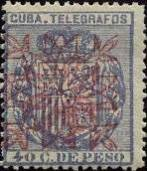 CUBA, TELEGRAFOS
40 C. DE PESO